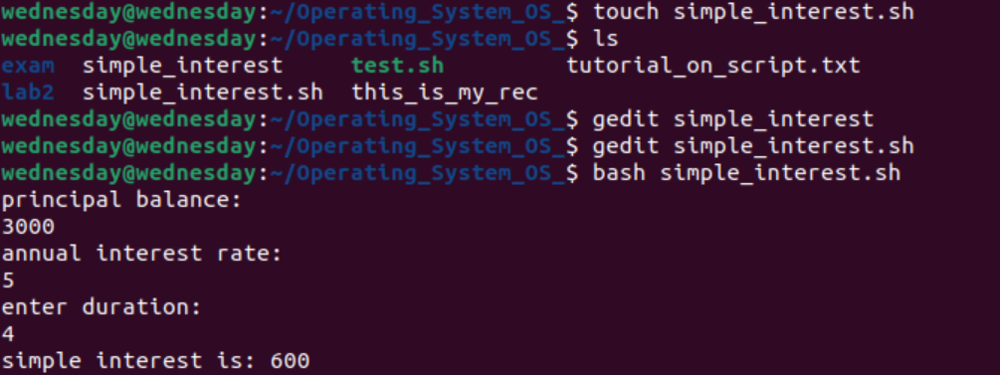 wednesday@wednesday:~/Operating_System_OS_$ touch simple_interest.sh
wednesday@wednesday:~/Operating_System_OS_$ ls
exam  simple_interest     test.sh         tutorial_on_script.txt
lab2  simple_interest.sh  this_is_my_rec
wednesday@wednesday:~/Operating_System_OS_$ gedit simple_interest
wednesday@wednesday:~/Operating_System_OS_$ gedit simple_interest.sh
wednesday@wednesday:~/Operating_System_OS_$ bash simple_interest.sh
principal balance:
3000
annual interest rate:
5
enter duration:
4
simple interest is: 600